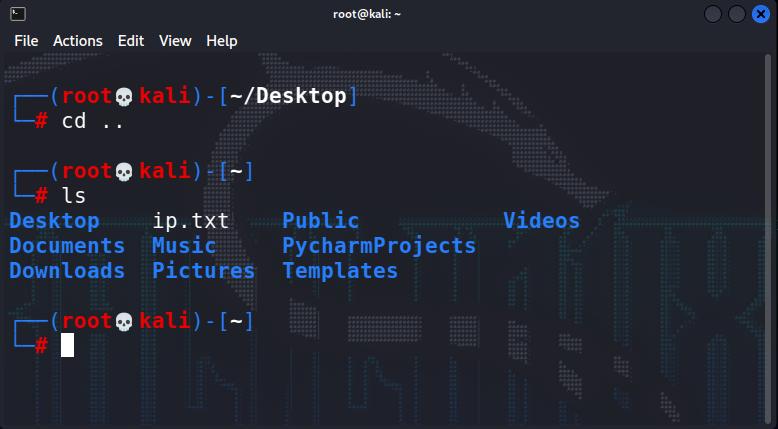 root@kali: ~
File Actions Edit View Help
┌──(root💀kali)-[~/Desktop]
└─# cd ..
┌──(root💀kali)-[~]
└─# ls
Desktop ip.txt Public Videos
Documents Music PycharmProjects
Downloads Pictures Templates
┌──(root💀kali)-[~]
└─#